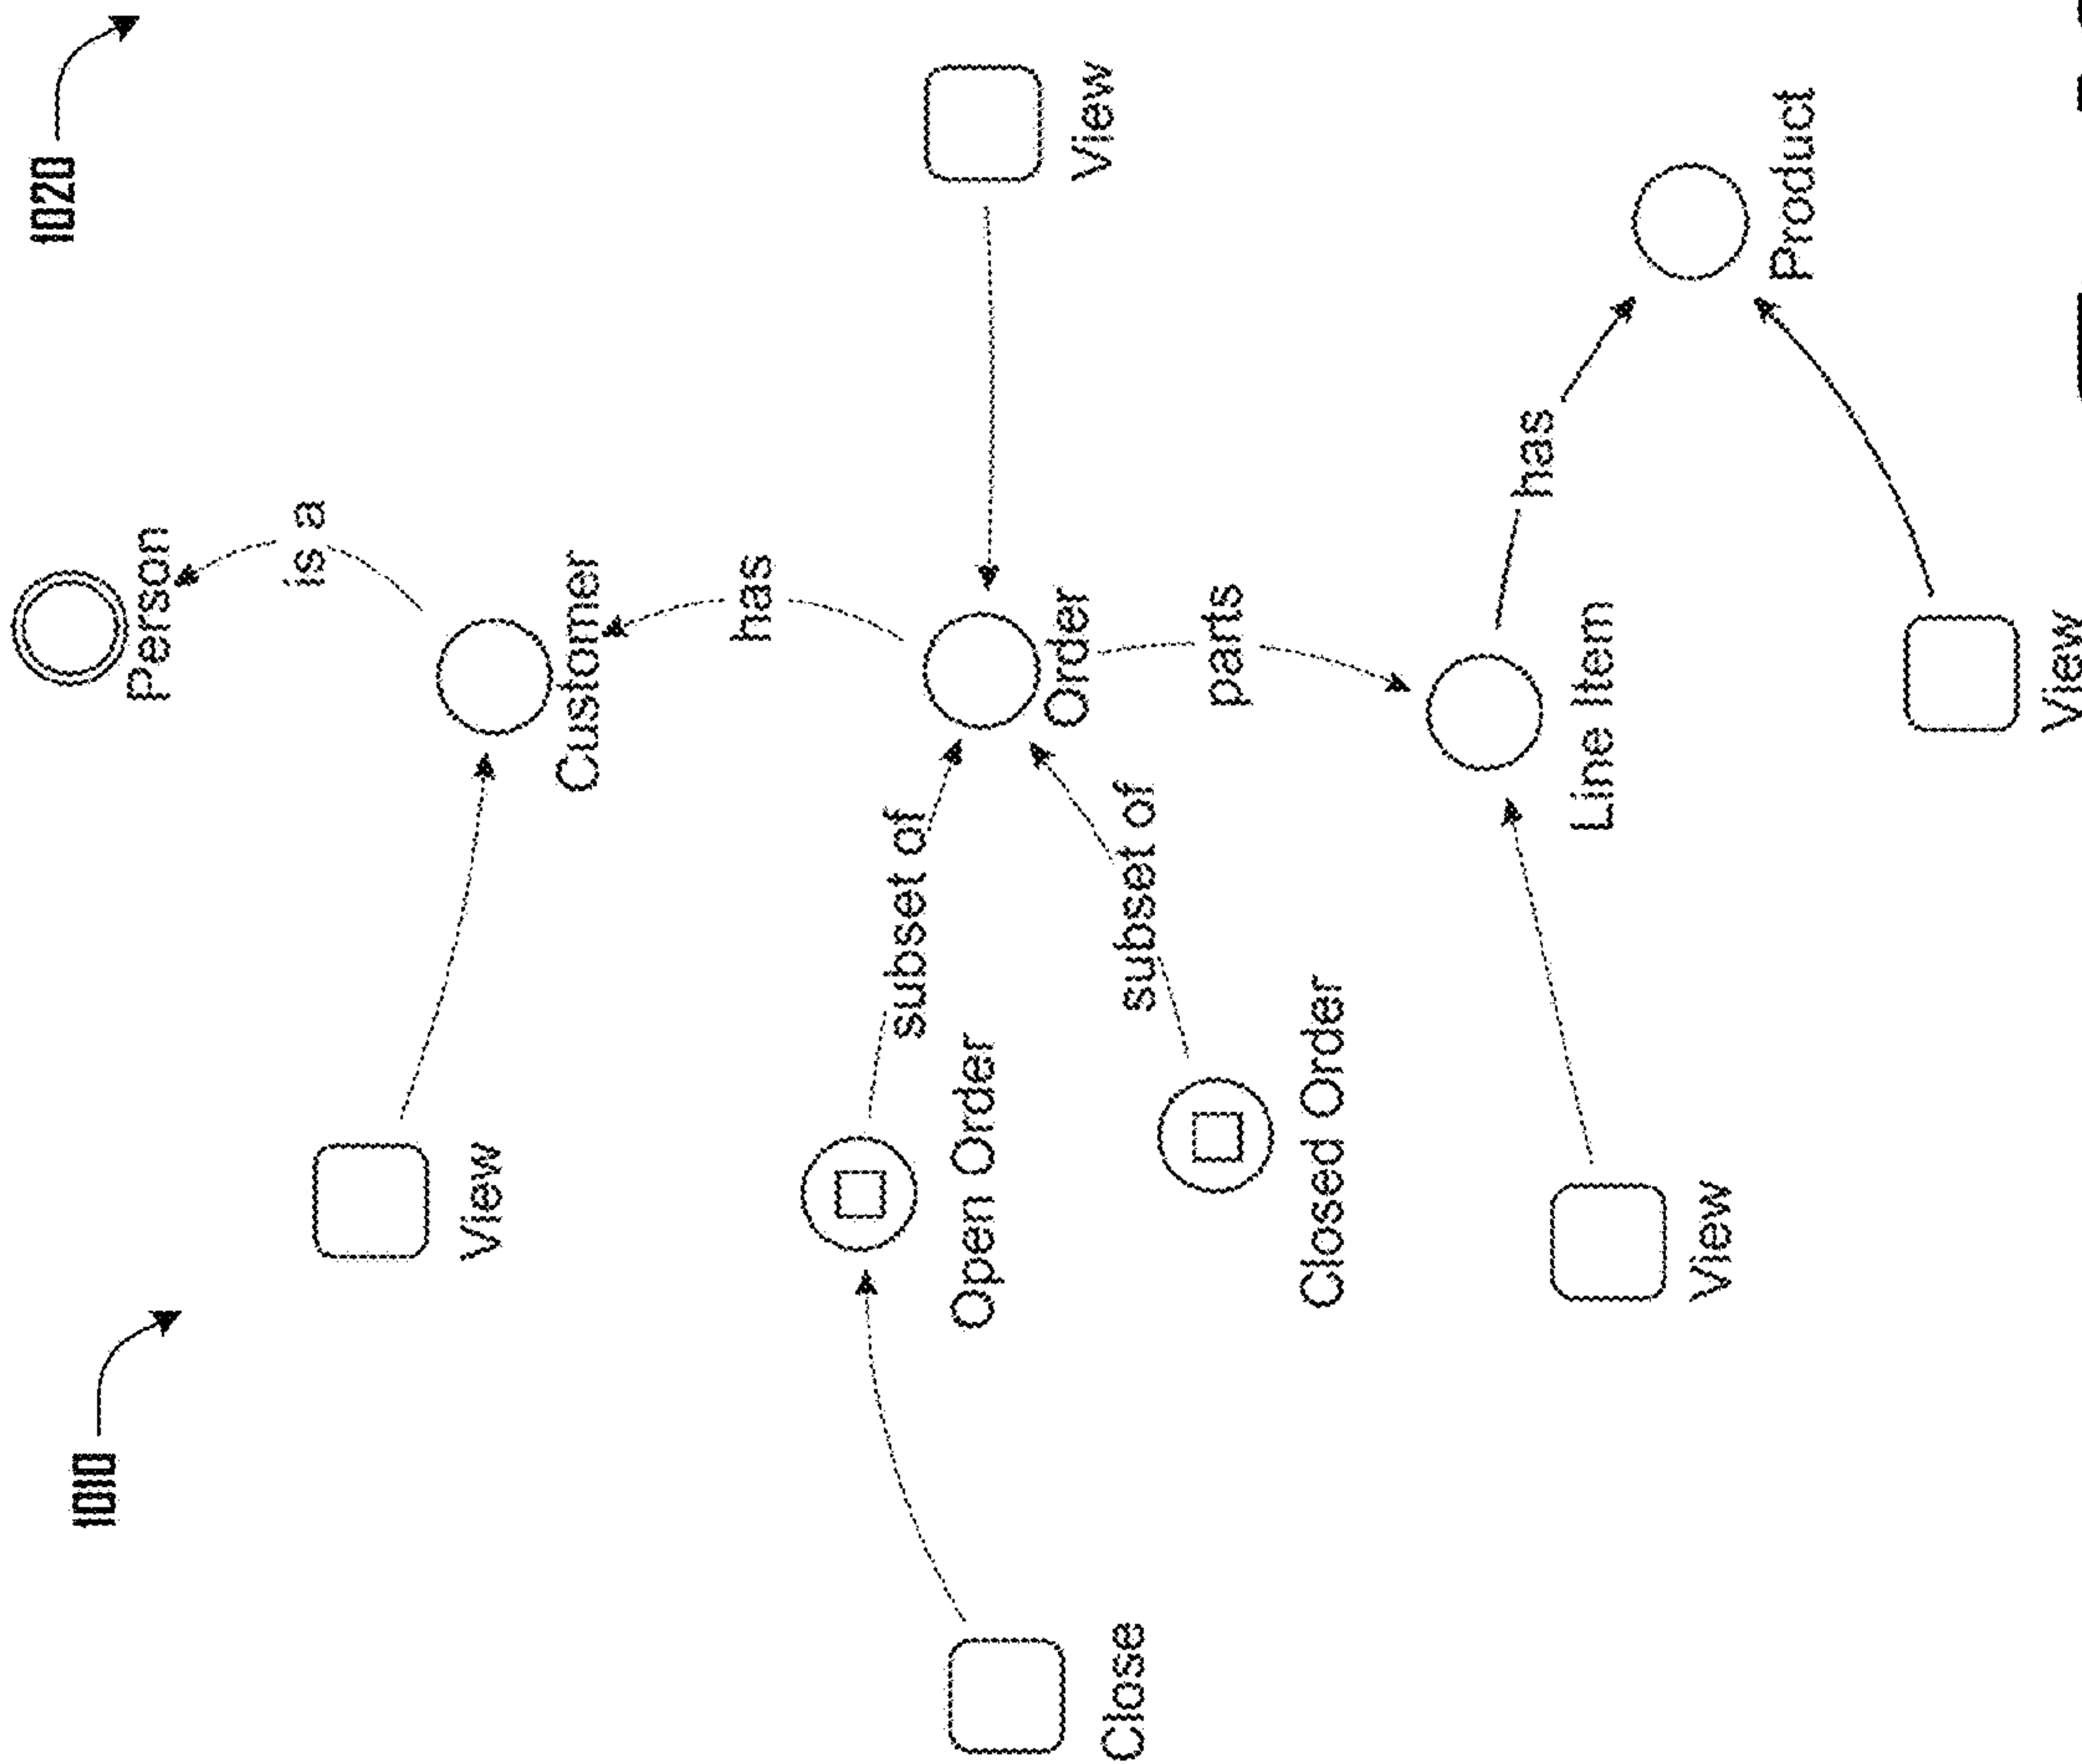 1020
1010
Person
is a
View
Customer
has
subset of
Open Order
Order
View
Close
subset of
parts
Closed Order
has
Line Item
View
Product
View